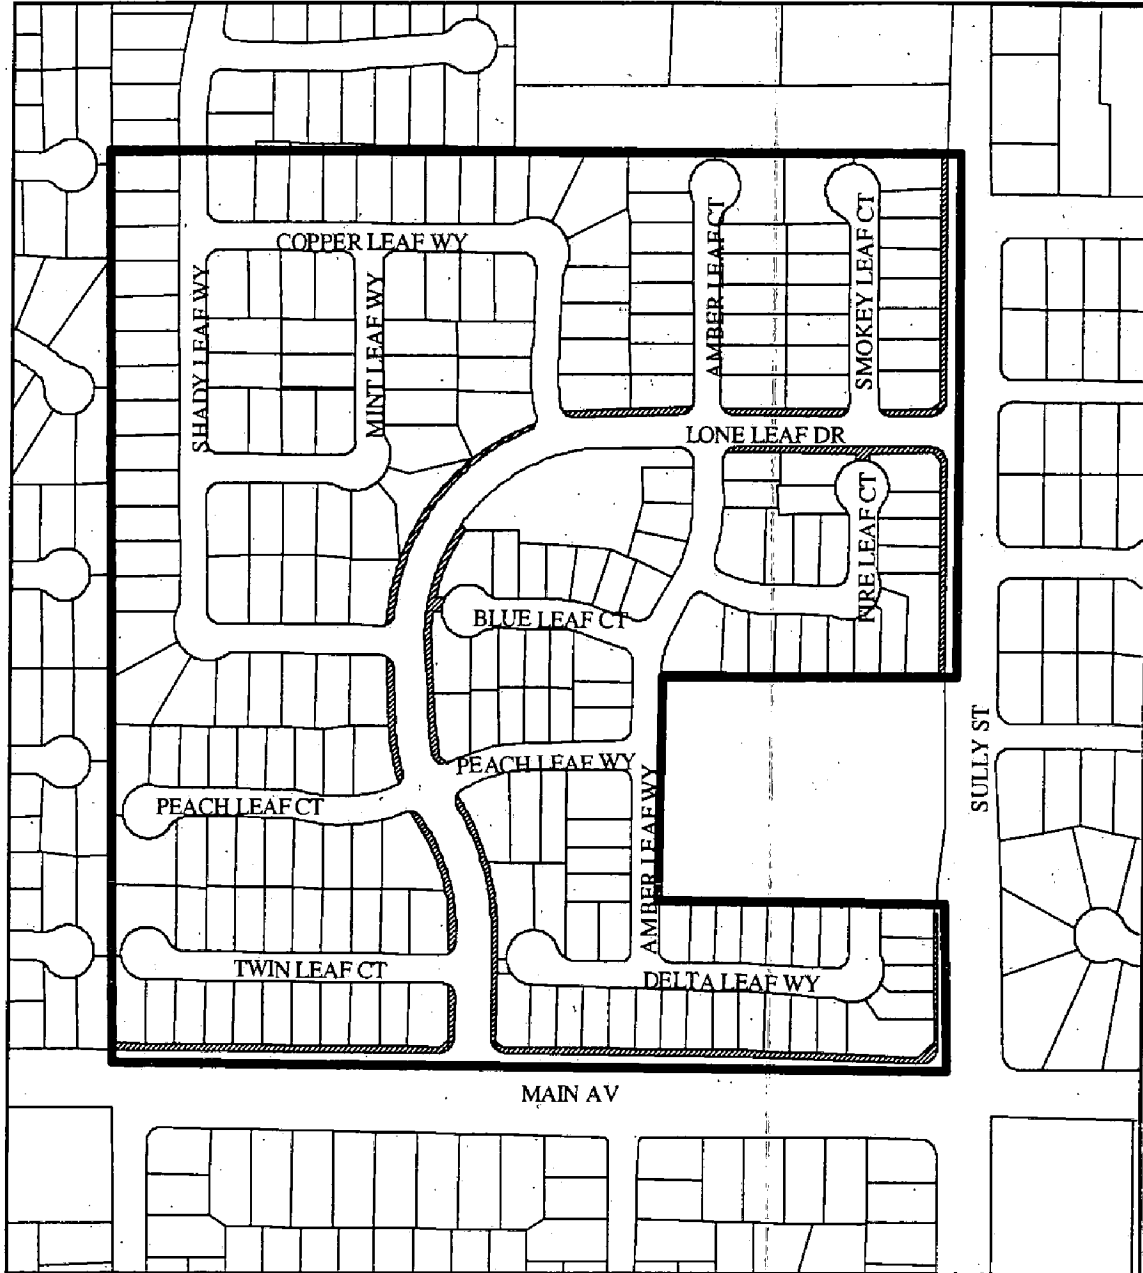 COPPER LEAF WY
SHADY LEAF WY
MINT LEAF WY
AMBER LEAF CT
SMOKEY LEAF CT
LONE LEAF DR
FIRE LEAF CT
BLUE LEAF CT
SULLY ST
PEACH LEAF WY
PEACH LEAF CT
AMBER LEAF WY
TWIN LEAF CT
DELTA LEAF WY
MAIN AV